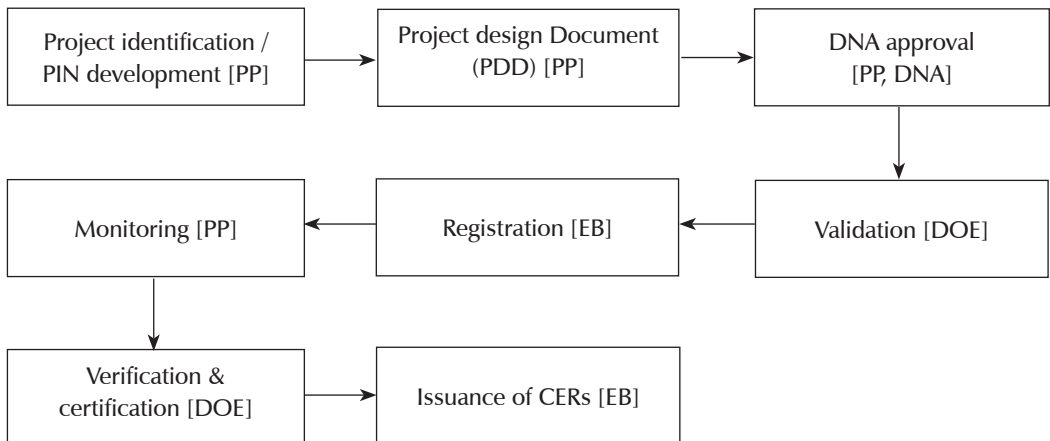 Project identification /
PIN development [PP]
Project design Document
(PDD) [PP]
DNA approval
[PP, DNA]
Validation [DOE]
Registration [EB]
Monitoring [PP]
Verification &
certification [DOE]
Issuance of CERs [EB]